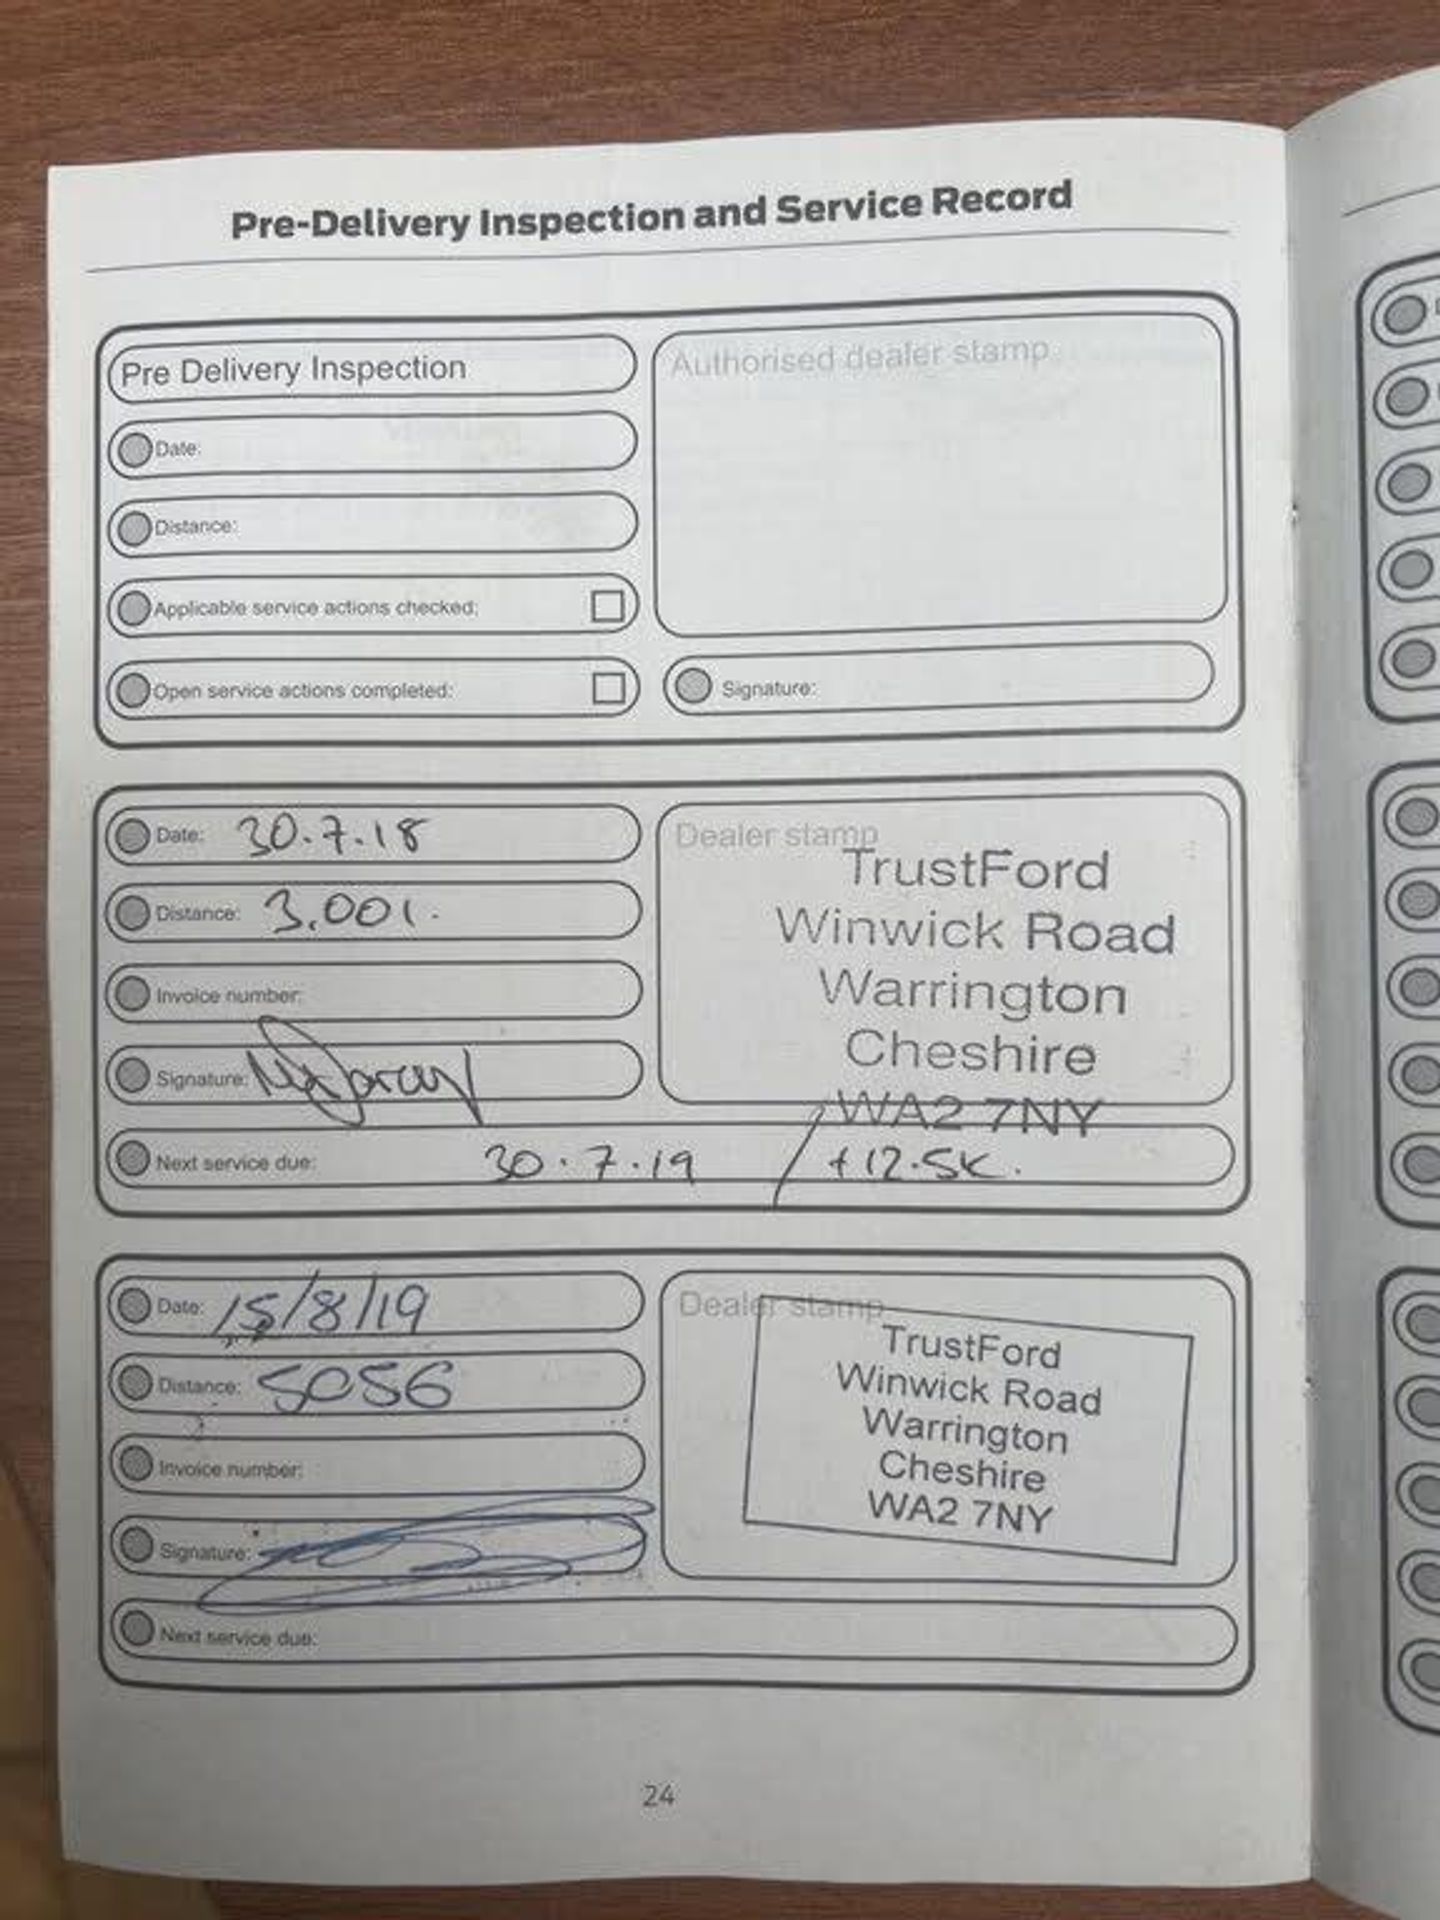 Pre-Delivery Inspection and Service Record
Pre Delivery Inspection
Authorised dealer stamp
Date:
Distance:
Applicable service actions checked:
Open service actions completed:
Signature:
Date: 30.7.18
Distance: 3.001.
Invoice number:
Signature:
Dealer stamp
TrustFord
Winwick Road
Warrington
Cheshire
WA2 7NY
Next service due: 30.7.19 / +12.5K.
Date: 15/8/19
Distance: 5056
Invoice number:
Signature:
Dealer stamp
TrustFord
Winwick Road
Warrington
Cheshire
WA2 7NY
Next service due:
24